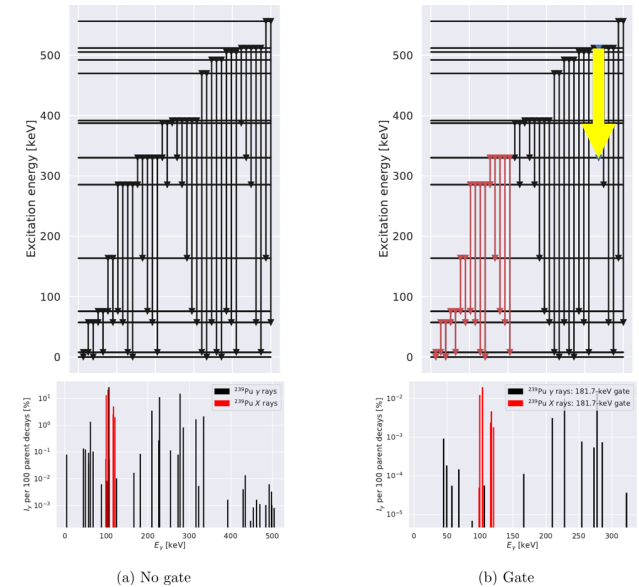 500
400
300
200
100
0
Excitation energy [keV]
10¹
10⁰
10⁻¹
10⁻²
10⁻³
I_γ per 100 parent decays [%]
²³⁹Pu γ rays
²³⁹Pu X rays
0 100 200 300 400 500
E_γ [keV]
(a) No gate
500
400
300
200
100
0
Excitation energy [keV]
10⁻²
10⁻³
10⁻⁴
10⁻⁵
I_γ per 100 parent decays [%]
²³⁹Pu γ rays: 181.7-keV gate
²³⁹Pu X rays: 181.7-keV gate
0 50 100 150 200 250 300
E_γ [keV]
(b) Gate